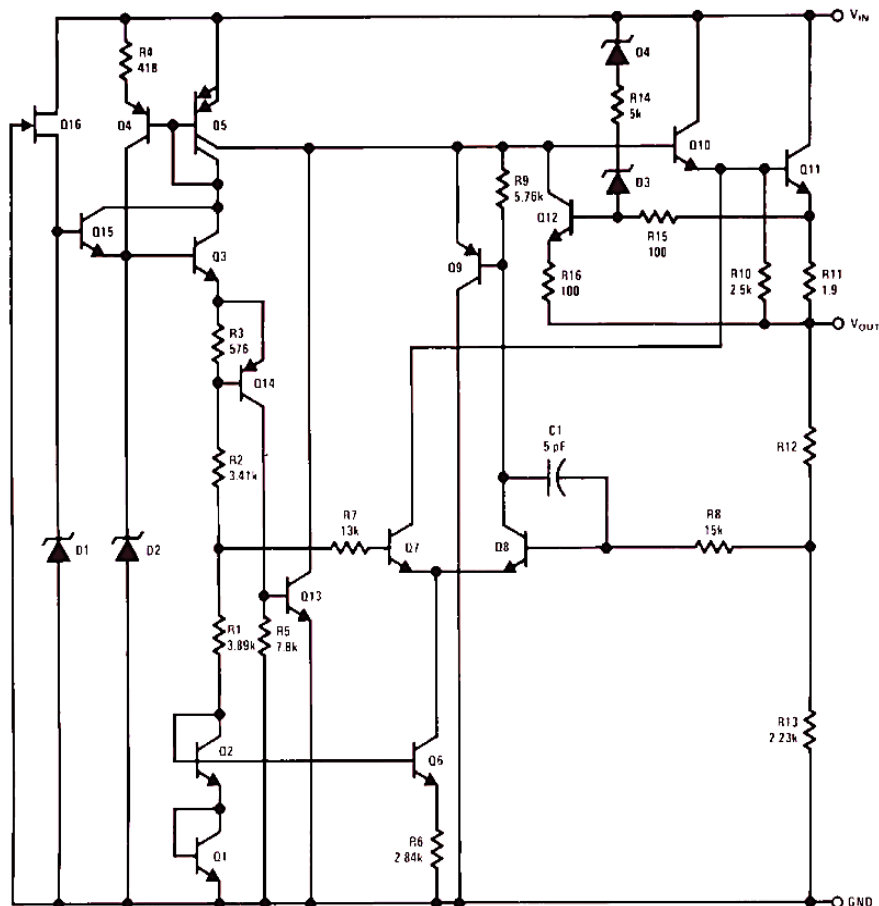 V_IN
R4
418
D4
R14
5k
Q16
Q4
Q5
Q10
Q11
R9
5.76k
D3
Q12
R15
100
Q15
Q3
Q9
R16
100
R10
2.5k
R11
1.9
V_OUT
R3
576
Q14
C1
5 pF
R12
R2
3.41k
R7
13k
Q7
Q8
R8
15k
D1
D2
Q13
R1
3.89k
R5
7.8k
R13
2.23k
Q2
Q6
R6
2.84k
Q1
GND